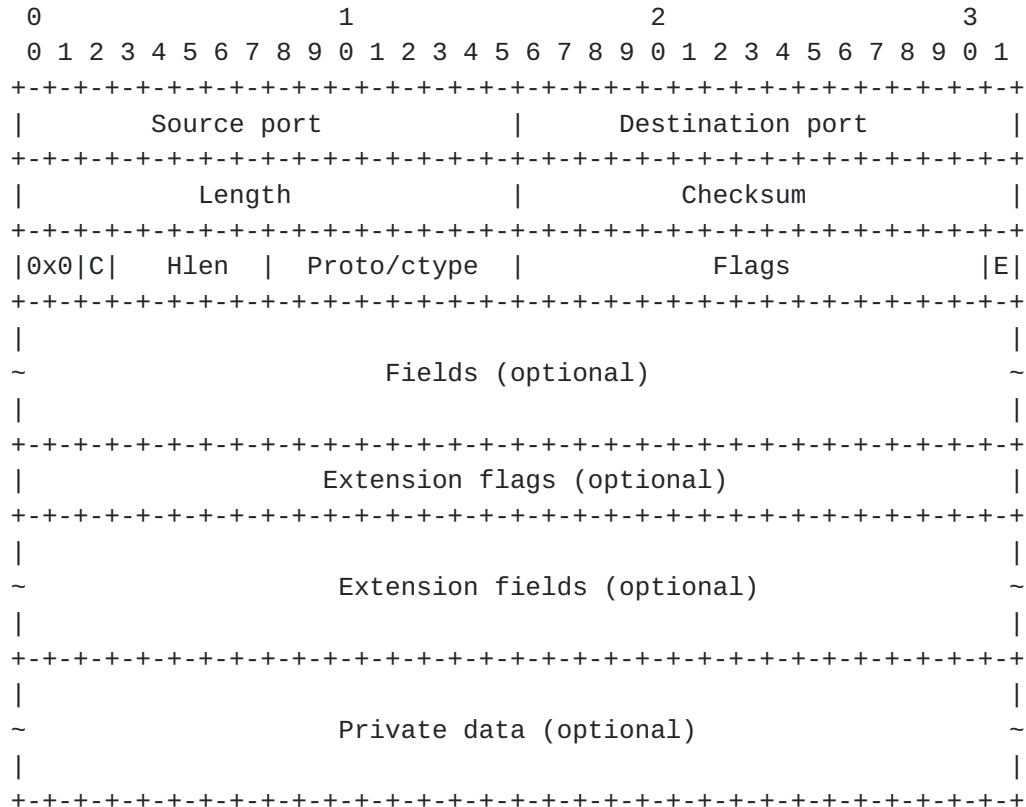 0                   1                   2                   3
 0 1 2 3 4 5 6 7 8 9 0 1 2 3 4 5 6 7 8 9 0 1 2 3 4 5 6 7 8 9 0 1
+-+-+-+-+-+-+-+-+-+-+-+-+-+-+-+-+-+-+-+-+-+-+-+-+-+-+-+-+-+-+-+-+
|        Source port            |      Destination port         |
+-+-+-+-+-+-+-+-+-+-+-+-+-+-+-+-+-+-+-+-+-+-+-+-+-+-+-+-+-+-+-+-+
|           Length              |          Checksum             |
+-+-+-+-+-+-+-+-+-+-+-+-+-+-+-+-+-+-+-+-+-+-+-+-+-+-+-+-+-+-+-+-+
|0x0|C|   Hlen  |  Proto/ctype  |            Flags            |E|
+-+-+-+-+-+-+-+-+-+-+-+-+-+-+-+-+-+-+-+-+-+-+-+-+-+-+-+-+-+-+-+-+
|                                                               |
~                       Fields (optional)                       ~
|                                                               |
+-+-+-+-+-+-+-+-+-+-+-+-+-+-+-+-+-+-+-+-+-+-+-+-+-+-+-+-+-+-+-+-+
|                   Extension flags (optional)                  |
+-+-+-+-+-+-+-+-+-+-+-+-+-+-+-+-+-+-+-+-+-+-+-+-+-+-+-+-+-+-+-+-+
|                                                               |
~                    Extension fields (optional)                ~
|                                                               |
+-+-+-+-+-+-+-+-+-+-+-+-+-+-+-+-+-+-+-+-+-+-+-+-+-+-+-+-+-+-+-+-+
|                                                               |
~                    Private data (optional)                    ~
|                                                               |
+-+-+-+-+-+-+-+-+-+-+-+-+-+-+-+-+-+-+-+-+-+-+-+-+-+-+-+-+-+-+-+-+